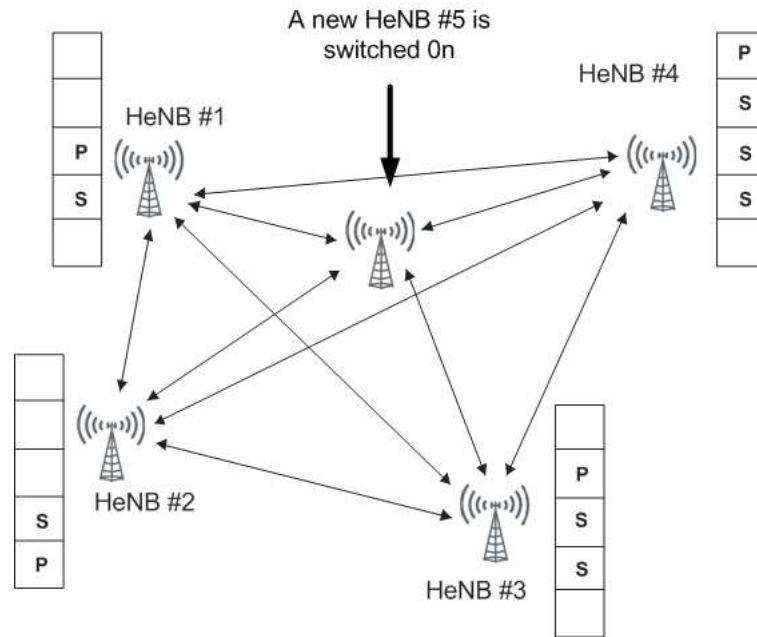 A new HeNB #5 is
switched 0n
HeNB #1
P
S
HeNB #4
P
S
S
S
HeNB #2
S
P
HeNB #3
P
S
S